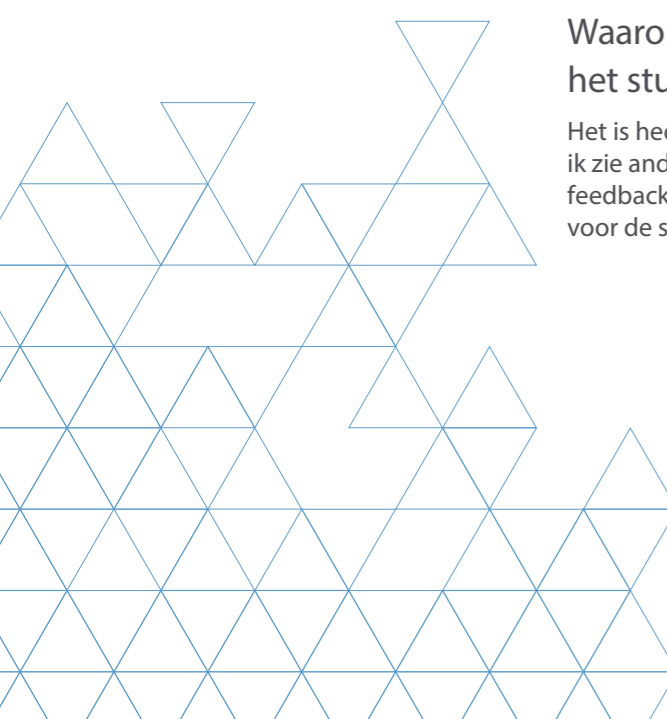 Waaro
het stu
Het is hee
ik zie and
feedback
voor de s